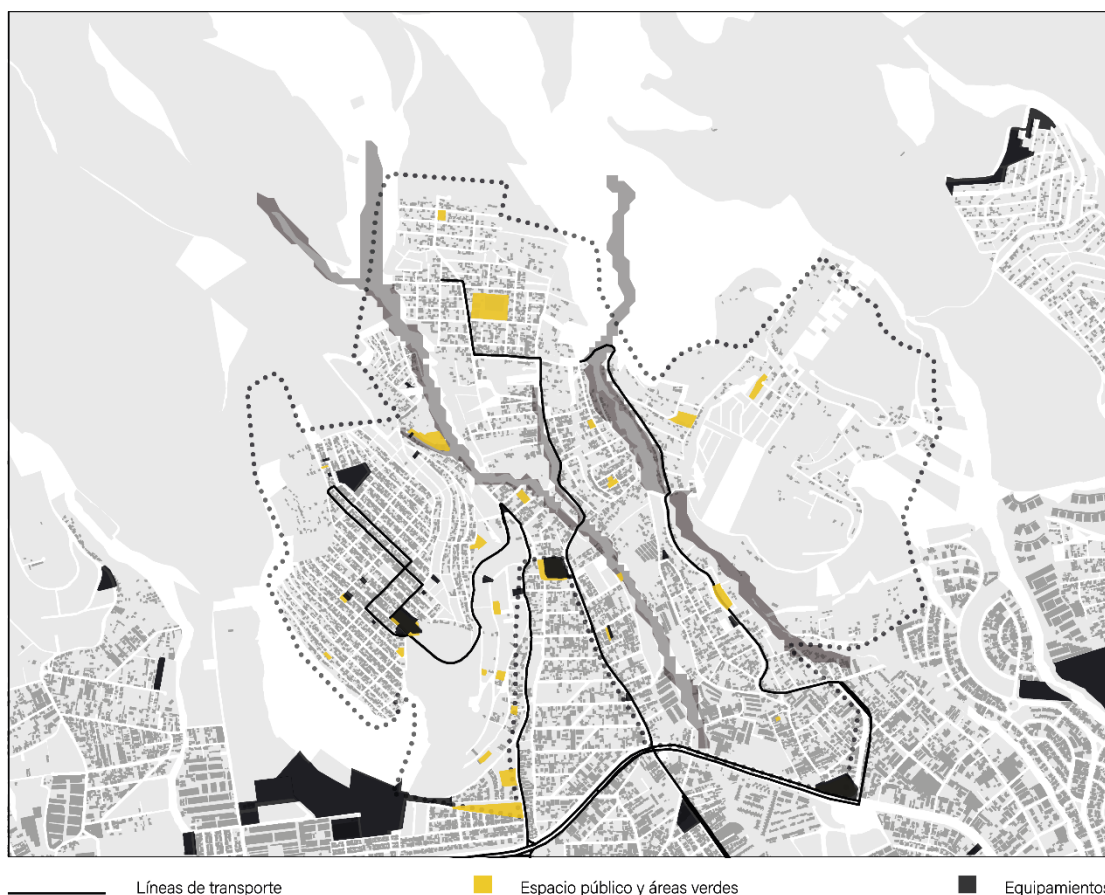 Líneas de transporte
Espacio público y áreas verdes
Equipamientos